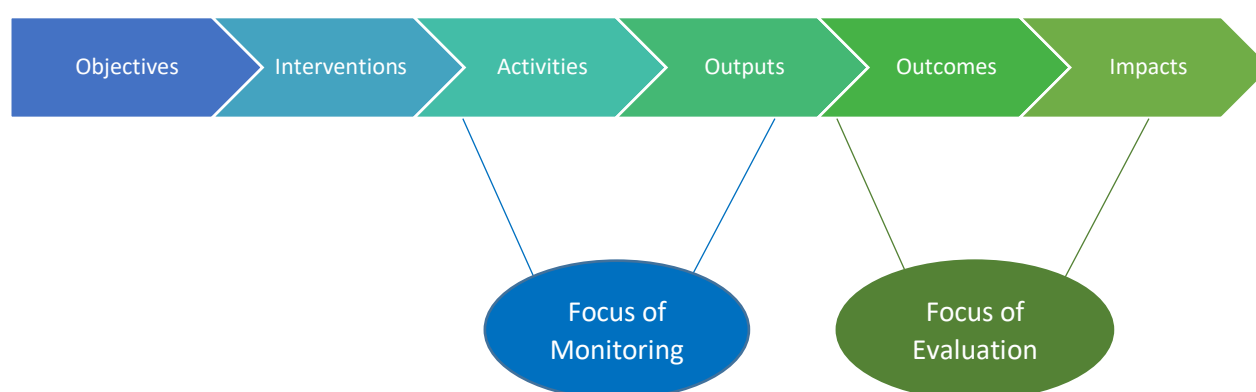 Objectives
Interventions
Activities
Outputs
Outcomes
Impacts
Focus of
Monitoring
Focus of
Evaluation